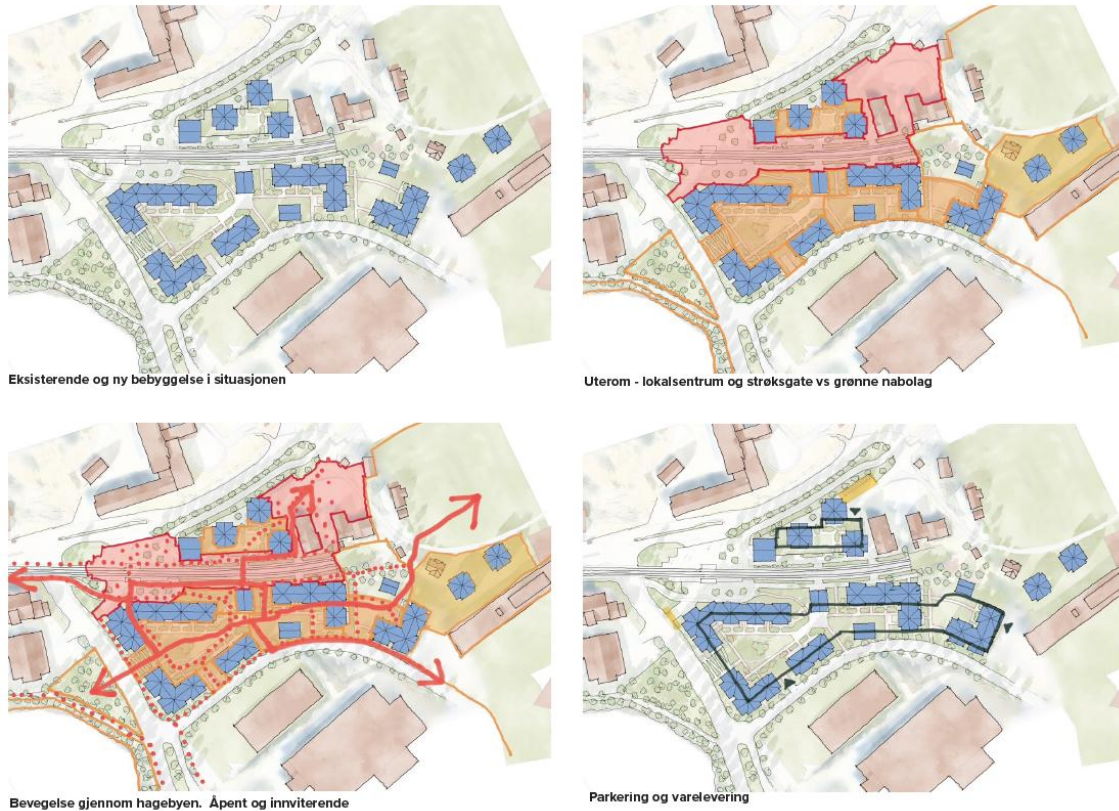 Eksisterende og ny bebyggelse i situasjonen
Uterom - lokalsentrum og strøksgate vs grønne nabolag
Bevegelse gjennom hagebyen. Åpent og innviterende
Parkering og varelevering